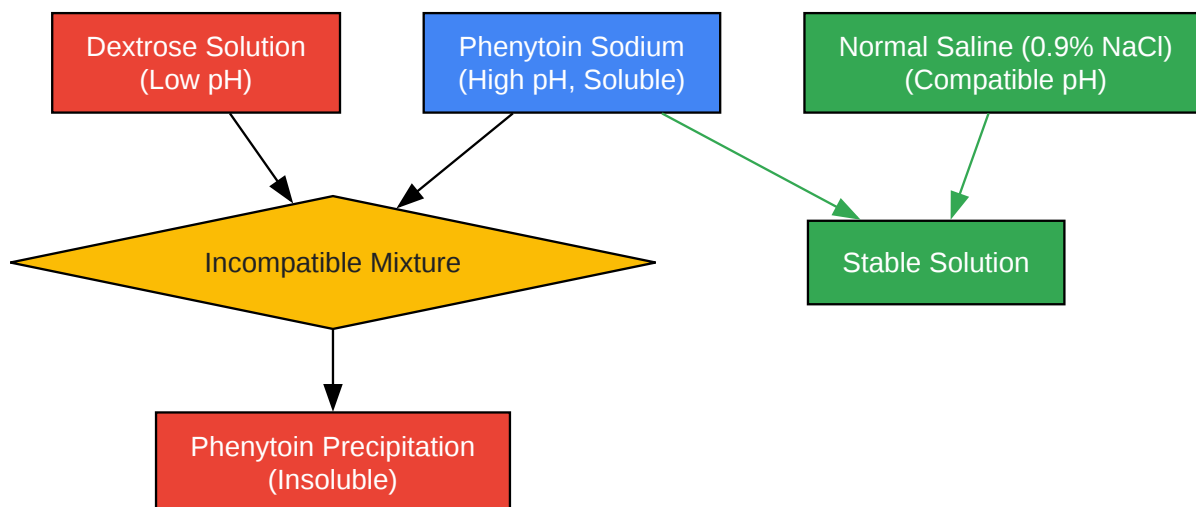 Dextrose Solution
(Low pH)
Phenytoin Sodium
(High pH, Soluble)
Normal Saline (0.9% NaCl)
(Compatible pH)
Incompatible Mixture
Stable Solution
Phenytoin Precipitation
(Insoluble)